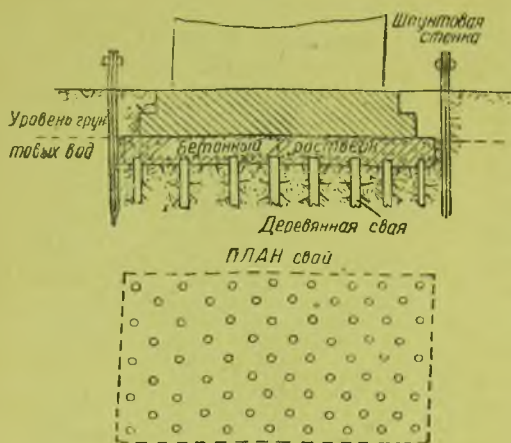 Шпунтовая
стенка
Уровень грун
товых вод
Бетонный ростверк
Деревянная свая
ПЛАН свай